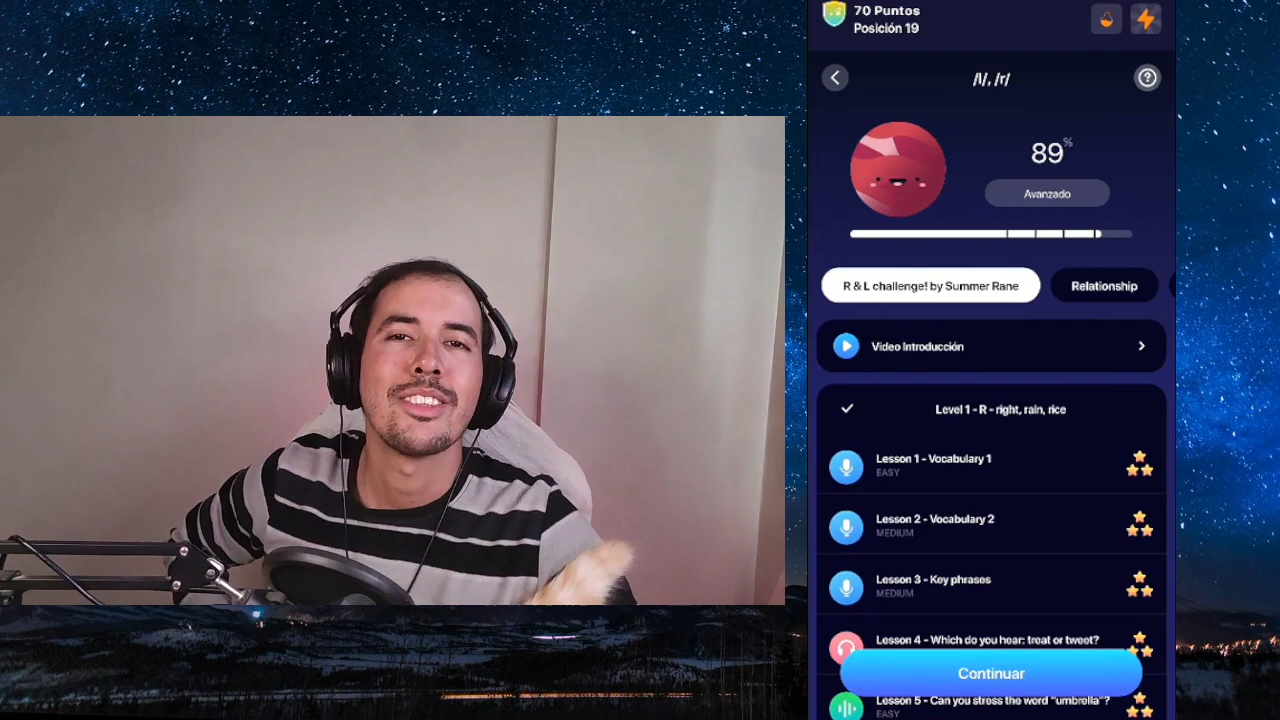 70 Puntos
Posición 19
/l/, /r/
89%
Avanzado
R & L challenge! by Summer Rane
Relationship
Video Introducción
Level 1 - R - right, rain, rice
Lesson 1 - Vocabulary 1
EASY
Lesson 2 - Vocabulary 2
MEDIUM
Lesson 3 - Key phrases
MEDIUM
Lesson 4 - Which do you hear: treat or tweet?
Continuar
Lesson 5 - Can you stress the word "umbrella"?
EASY